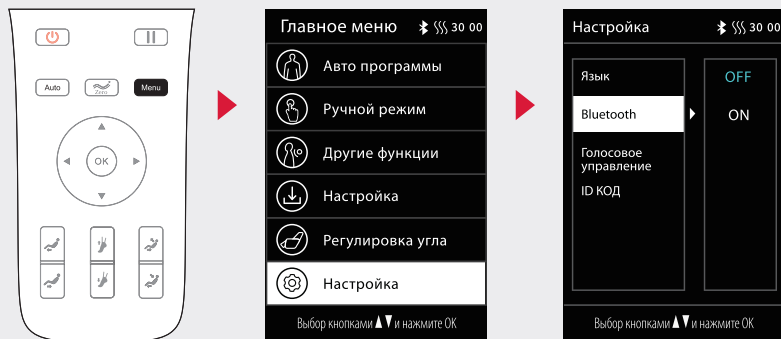 Auto
Zero
Menu
OK
Главное меню 30 00
Авто программы
Ручной режим
Другие функции
Настройка
Регулировка угла
Настройка
Выбор кнопками ▲▼ и нажмите OK
Настройка 30 00
Язык
Bluetooth
Голосовое
управление
ID КОД
OFF
ON
Выбор кнопками ▲▼ и нажмите OK